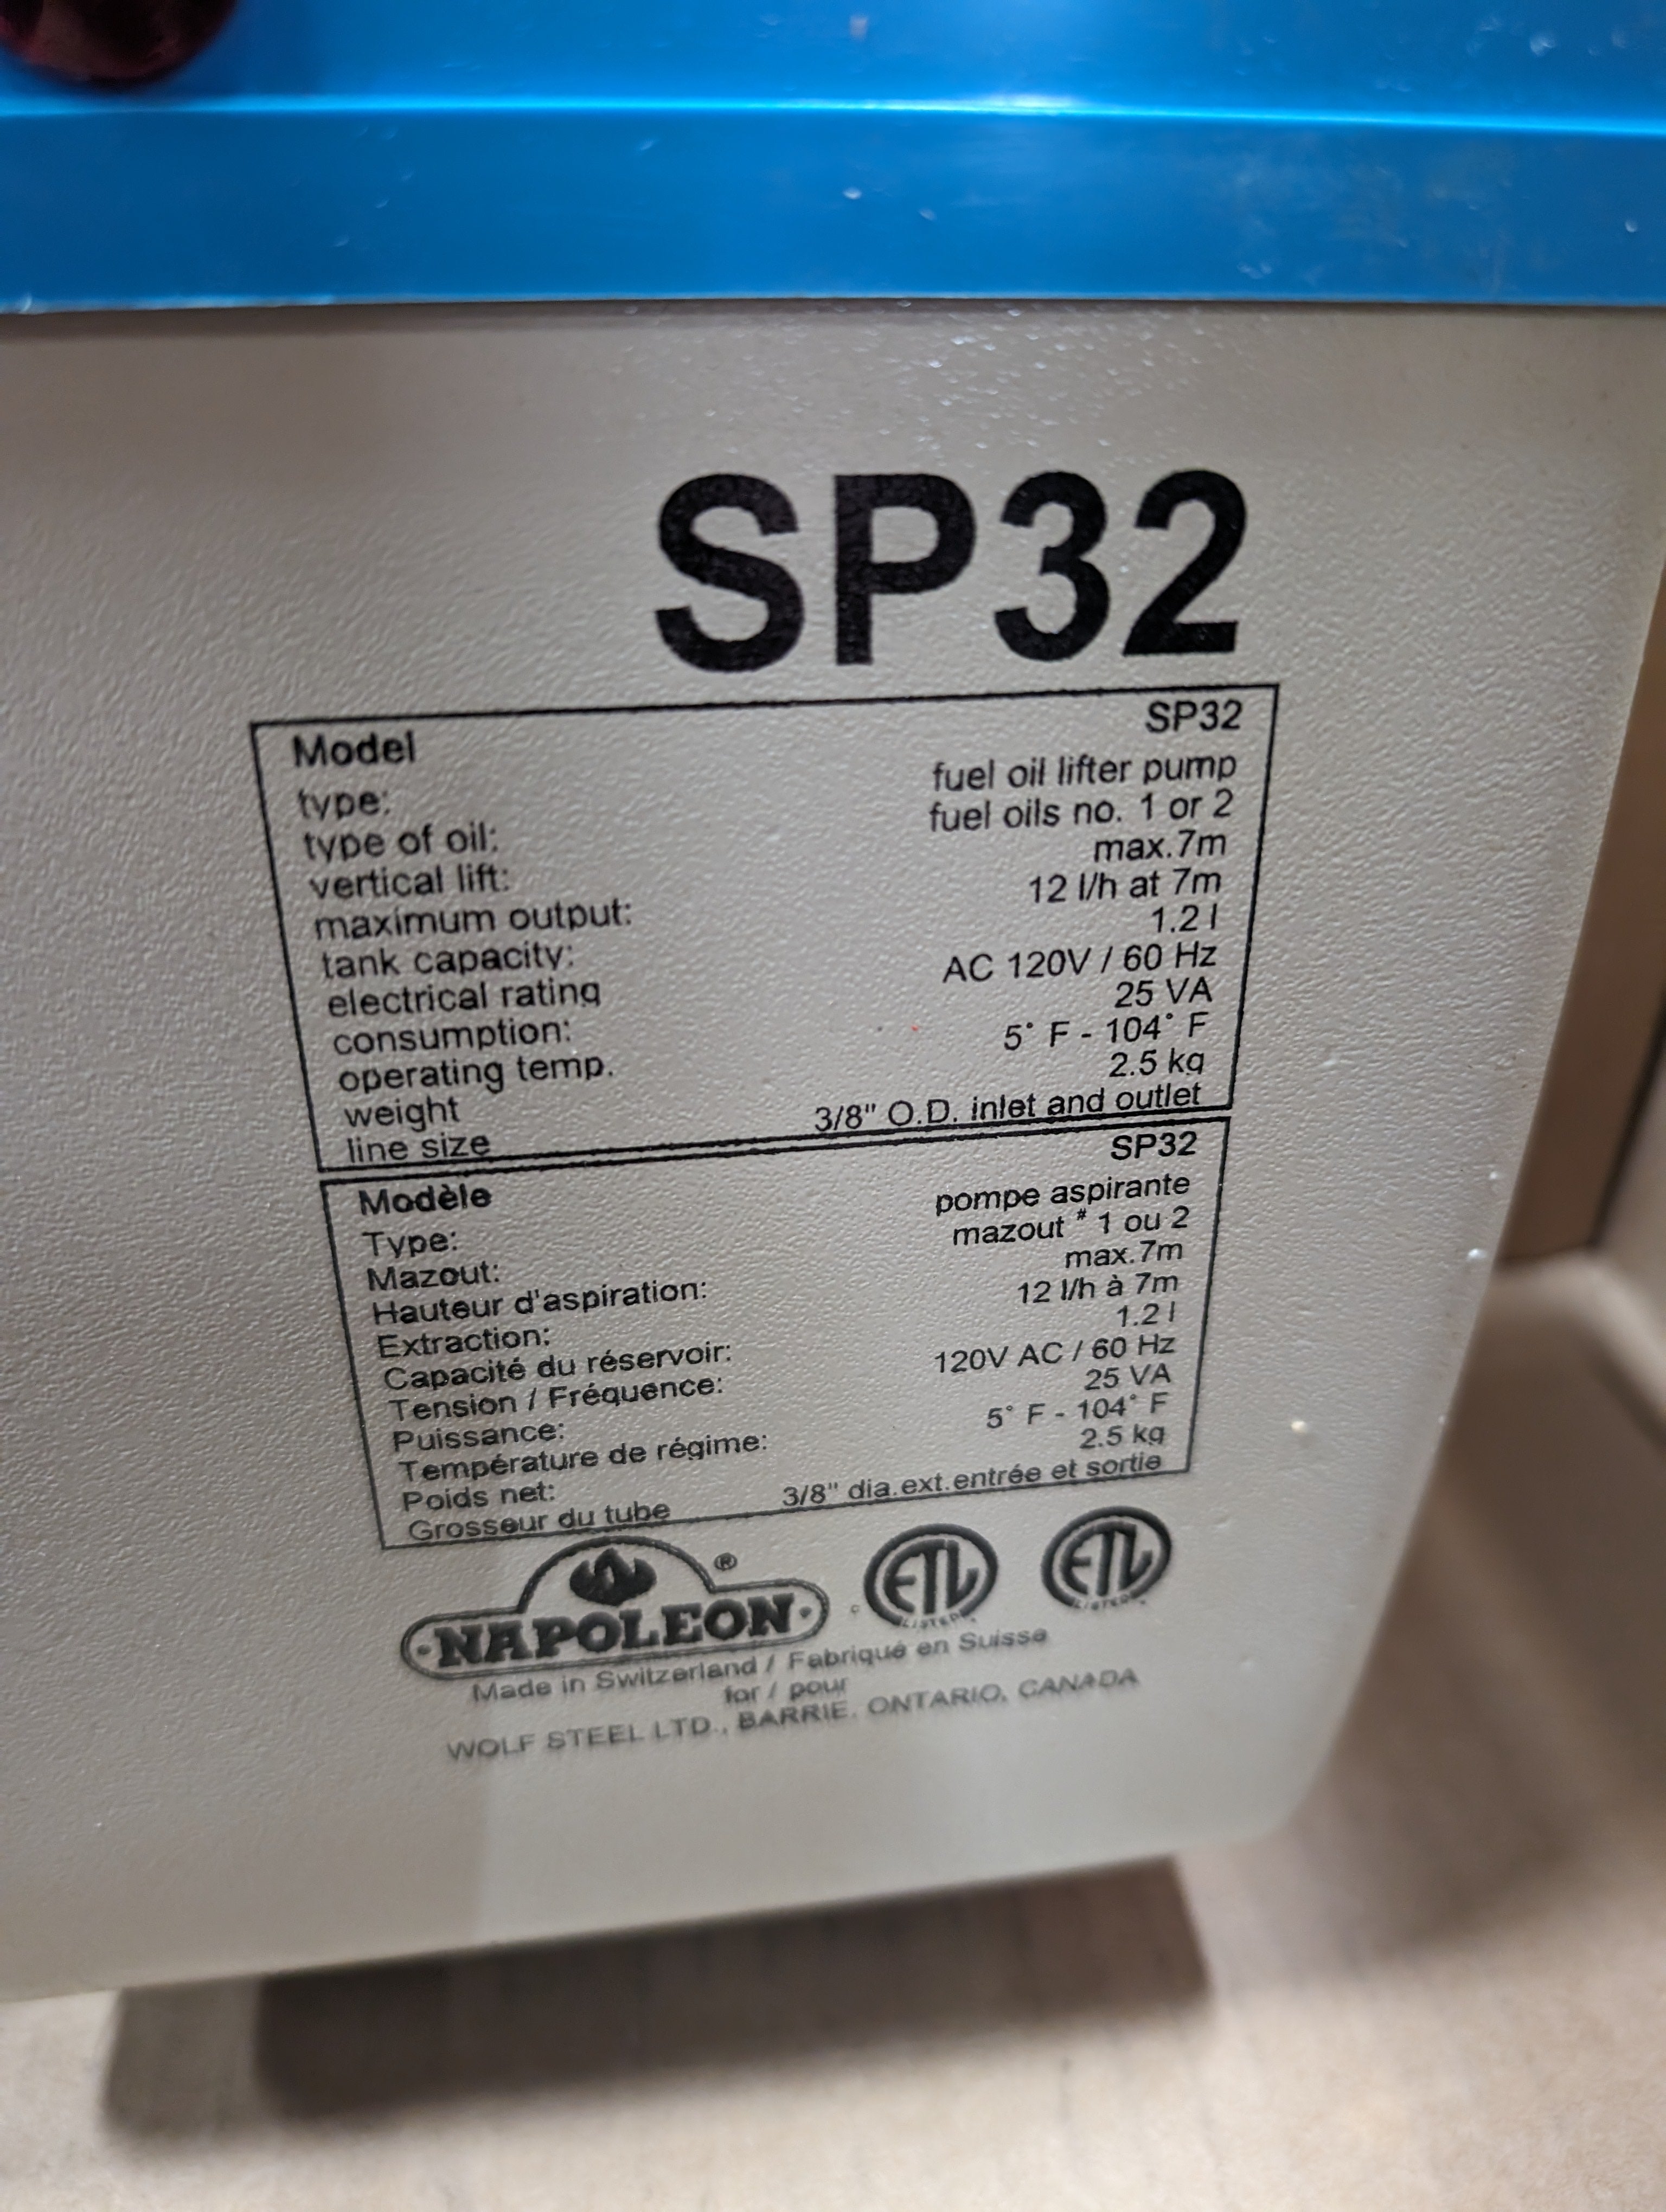 SP32
Model SP32
type: fuel oil lifter pump
type of oil: fuel oils no. 1 or 2
vertical lift: max.7m
maximum output: 12 l/h at 7m
tank capacity: 1.2 l
electrical rating AC 120V / 60 Hz
consumption: 25 VA
operating temp. 5° F - 104° F
weight 2.5 kg
line size 3/8" O.D. inlet and outlet
Modèle SP32
Type: pompe aspirante
Mazout: mazout # 1 ou 2
Hauteur d'aspiration: max.7m
Extraction: 12 l/h à 7m
Capacité du réservoir: 1.2 l
Tension / Fréquence: 120V AC / 60 Hz
Puissance: 25 VA
Température de régime: 5° F - 104° F
Poids net: 2.5 kg
Grosseur du tube 3/8" dia.ext.entrée et sortie
NAPOLEON ® c ETL LISTED ETL LISTED
Made in Switzerland / Fabriqué en Suisse
for / pour
WOLF STEEL LTD., BARRIE, ONTARIO, CANADA